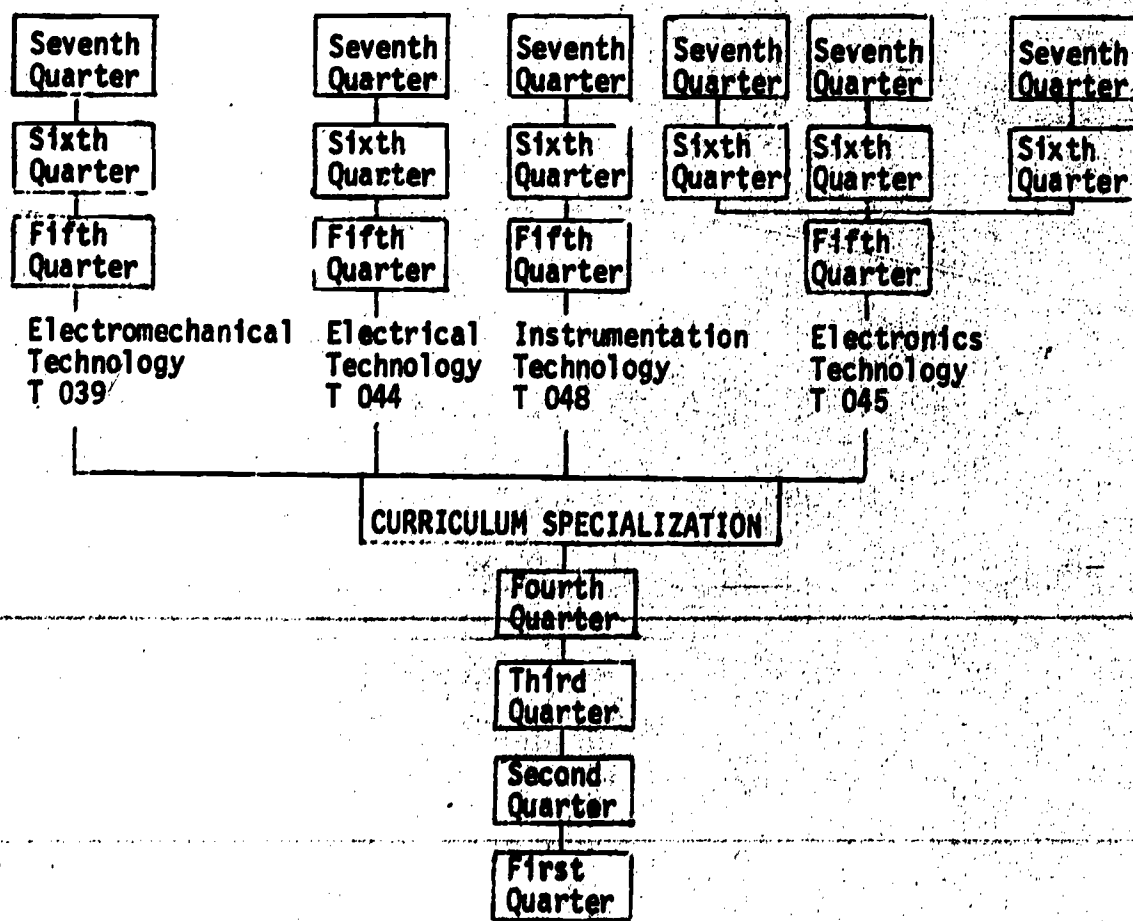 Seventh
Quarter
Seventh
Quarter
Seventh
Quarter
Seventh
Quarter
Seventh
Quarter
Seventh
Quarter
Sixth
Quarter
Sixth
Quarter
Sixth
Quarter
Sixth
Quarter
Sixth
Quarter
Sixth
Quarter
Fifth
Quarter
Fifth
Quarter
Fifth
Quarter
Fifth
Quarter
Electromechanical
Technology
T 039
Electrical
Technology
T 044
Instrumentation
Technology
T 048
Electronics
Technology
T 045
CURRICULUM SPECIALIZATION
Fourth
Quarter
Third
Quarter
Second
Quarter
First
Quarter